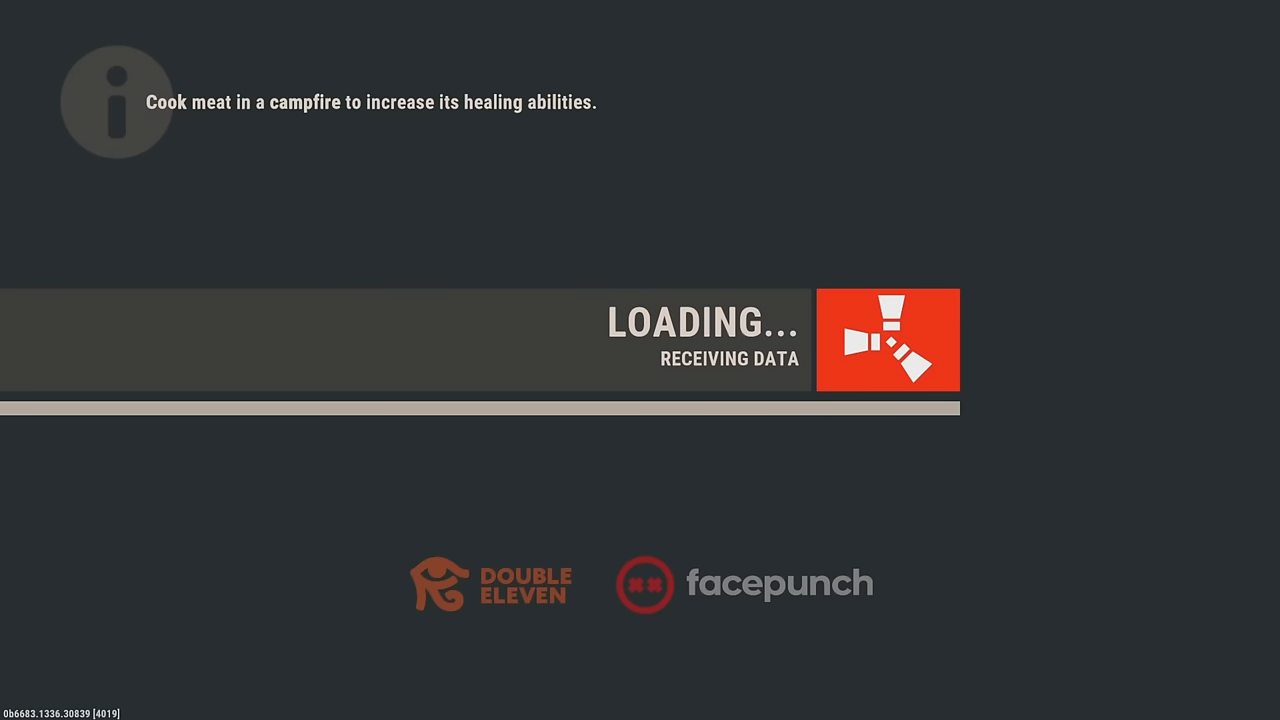 Cook meat in a campfire to increase its healing abilities.
LOADING...
RECEIVING DATA
DOUBLE
ELEVEN
facepunch
0b6683.1336.30839 [4019]